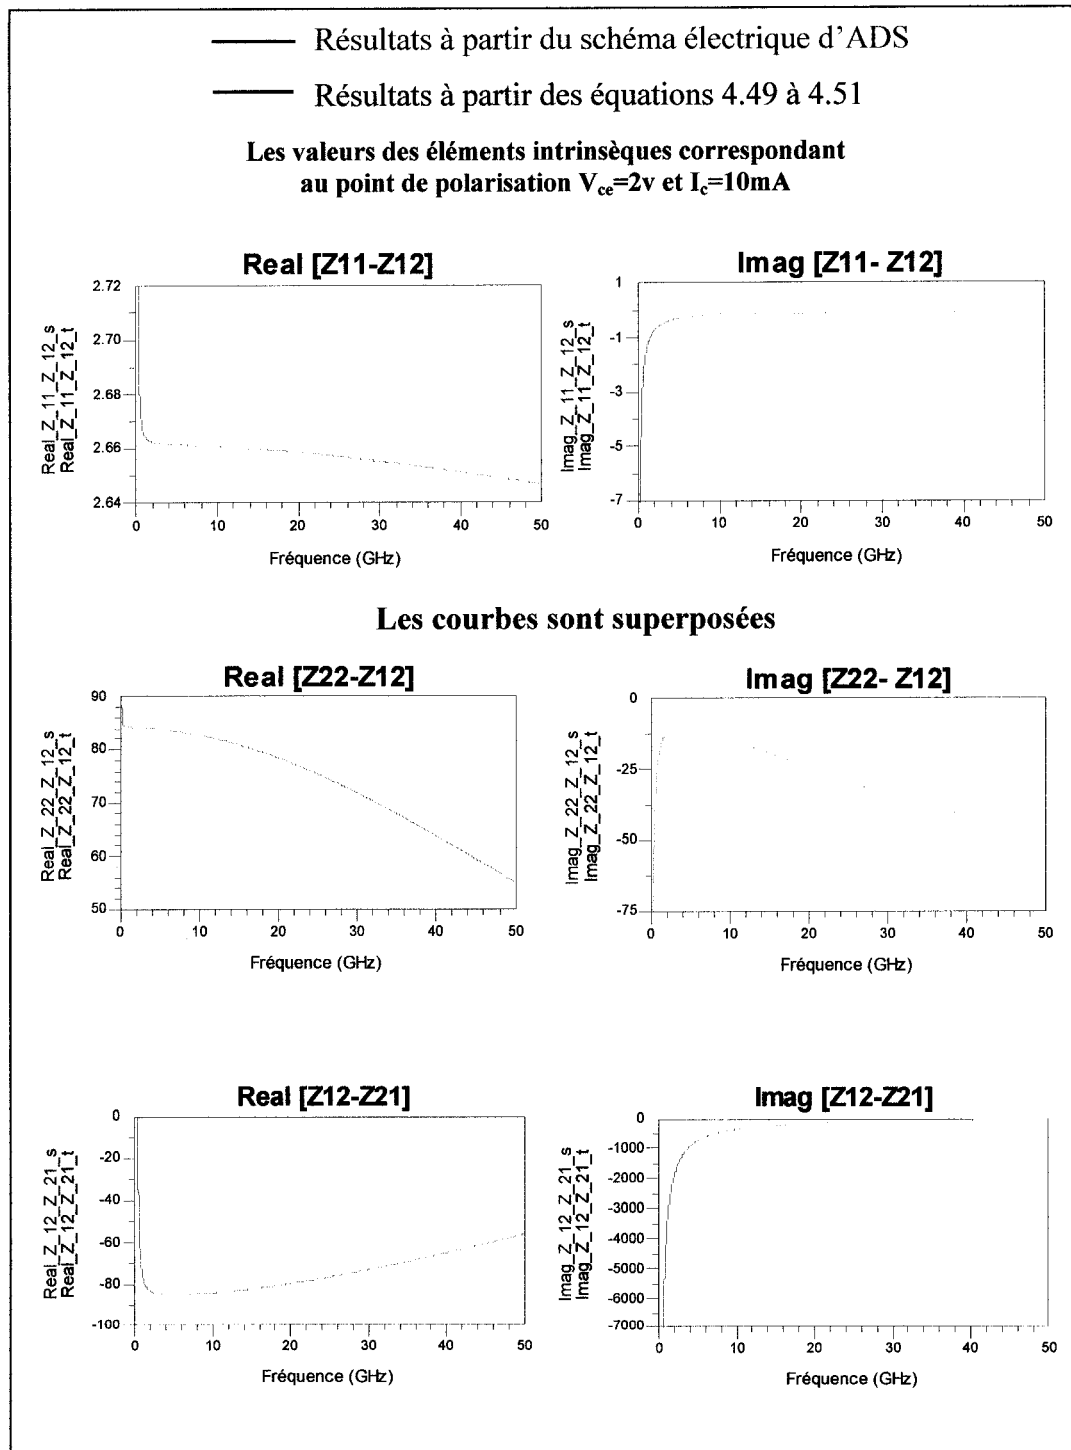 Résultats à partir du schéma électrique d'ADS
Résultats à partir des équations 4.49 à 4.51
Les valeurs des éléments intrinsèques correspondant
au point de polarisation Vce=2v et Ic=10mA
Real [Z11-Z12]
Real_Z_11_Z_12_s
Real_Z_11_Z_12_t
2.72
2.70
2.68
2.66
2.64
0 10 20 30 40 50
Fréquence (GHz)
Imag [Z11- Z12]
Imag_Z_11_Z_12_s
Imag_Z_11_Z_12_t
1
-1
-3
-5
-7
0 10 20 30 40 50
Fréquence (GHz)
Les courbes sont superposées
Real [Z22-Z12]
Real_Z_22_Z_12_s
Real_Z_22_Z_12_t
90
80
70
60
50
0 10 20 30 40 50
Fréquence (GHz)
Imag [Z22- Z12]
Imag_Z_22_Z_12_s
Imag_Z_22_Z_12_t
0
-25
-50
-75
0 10 20 30 40 50
Fréquence (GHz)
Real [Z12-Z21]
Real_Z_12_Z_21_s
Real_Z_12_Z_21_t
0
-20
-40
-60
-80
-100
0 10 20 30 40 50
Fréquence (GHz)
Imag [Z12-Z21]
Imag_Z_12_Z_21_s
Imag_Z_12_Z_21_t
0
-1000
-2000
-3000
-4000
-5000
-6000
-7000
0 10 20 30 40 50
Fréquence (GHz)